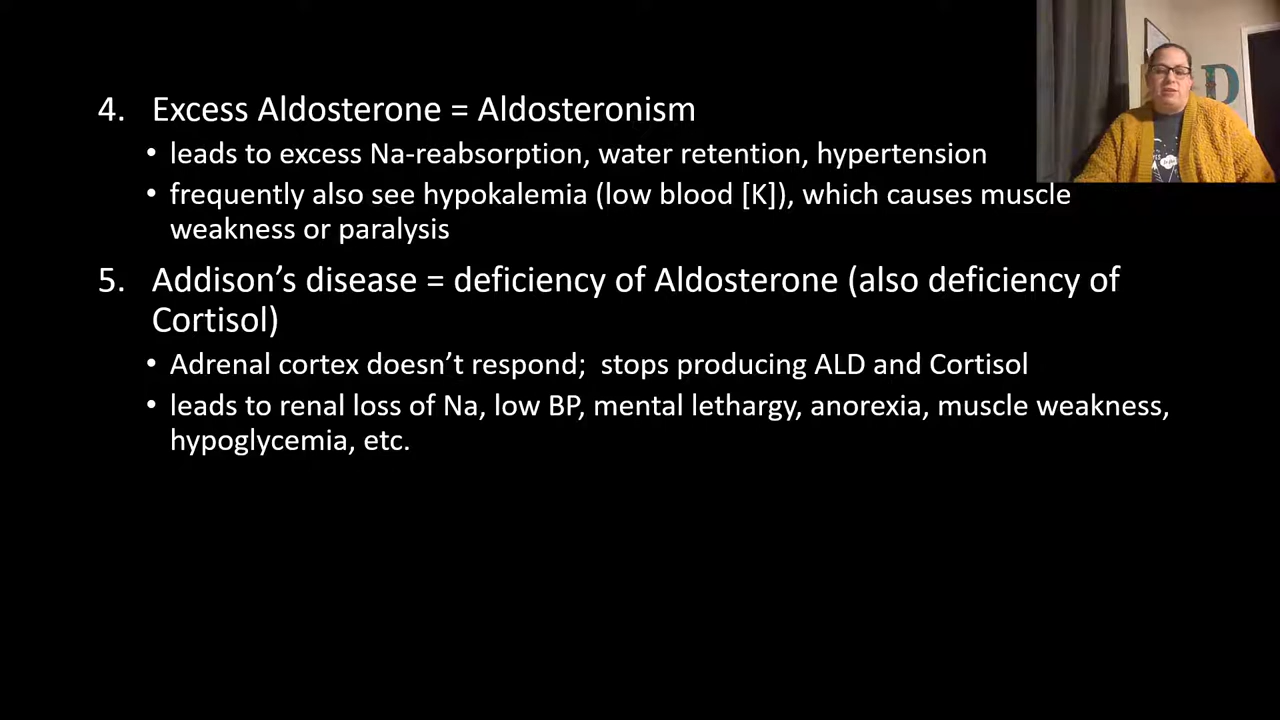 4. Excess Aldosterone = Aldosteronism
• leads to excess Na-reabsorption, water retention, hypertension
• frequently also see hypokalemia (low blood [K]), which causes muscle
weakness or paralysis
5. Addison’s disease = deficiency of Aldosterone (also deficiency of
Cortisol)
• Adrenal cortex doesn’t respond;  stops producing ALD and Cortisol
• leads to renal loss of Na, low BP, mental lethargy, anorexia, muscle weakness,
hypoglycemia, etc.
D